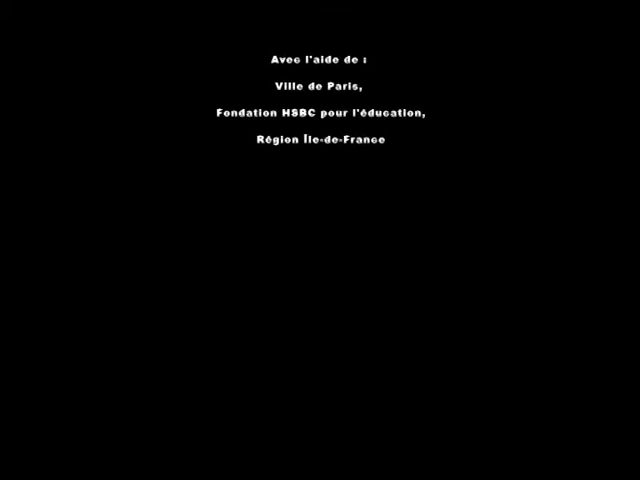 Avec l'aide de :
Ville de Paris,
Fondation HSBC pour l'éducation,
Région Île-de-France